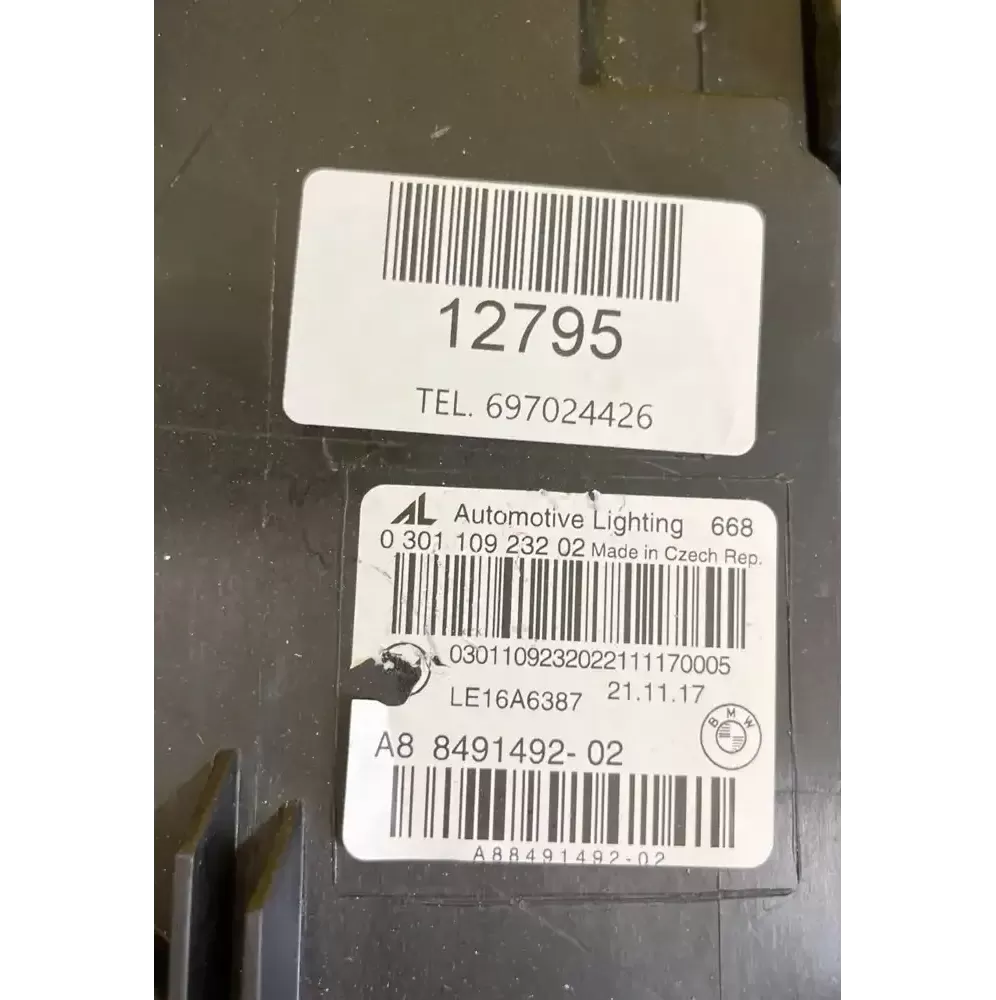 12795
TEL. 697024426
AL Automotive Lighting 668
0 301 109 232 02 Made in Czech Rep.
0301109232022111170005
LE16A6387 21.11.17
BMW
A8 8491492- 02
A88491492-02